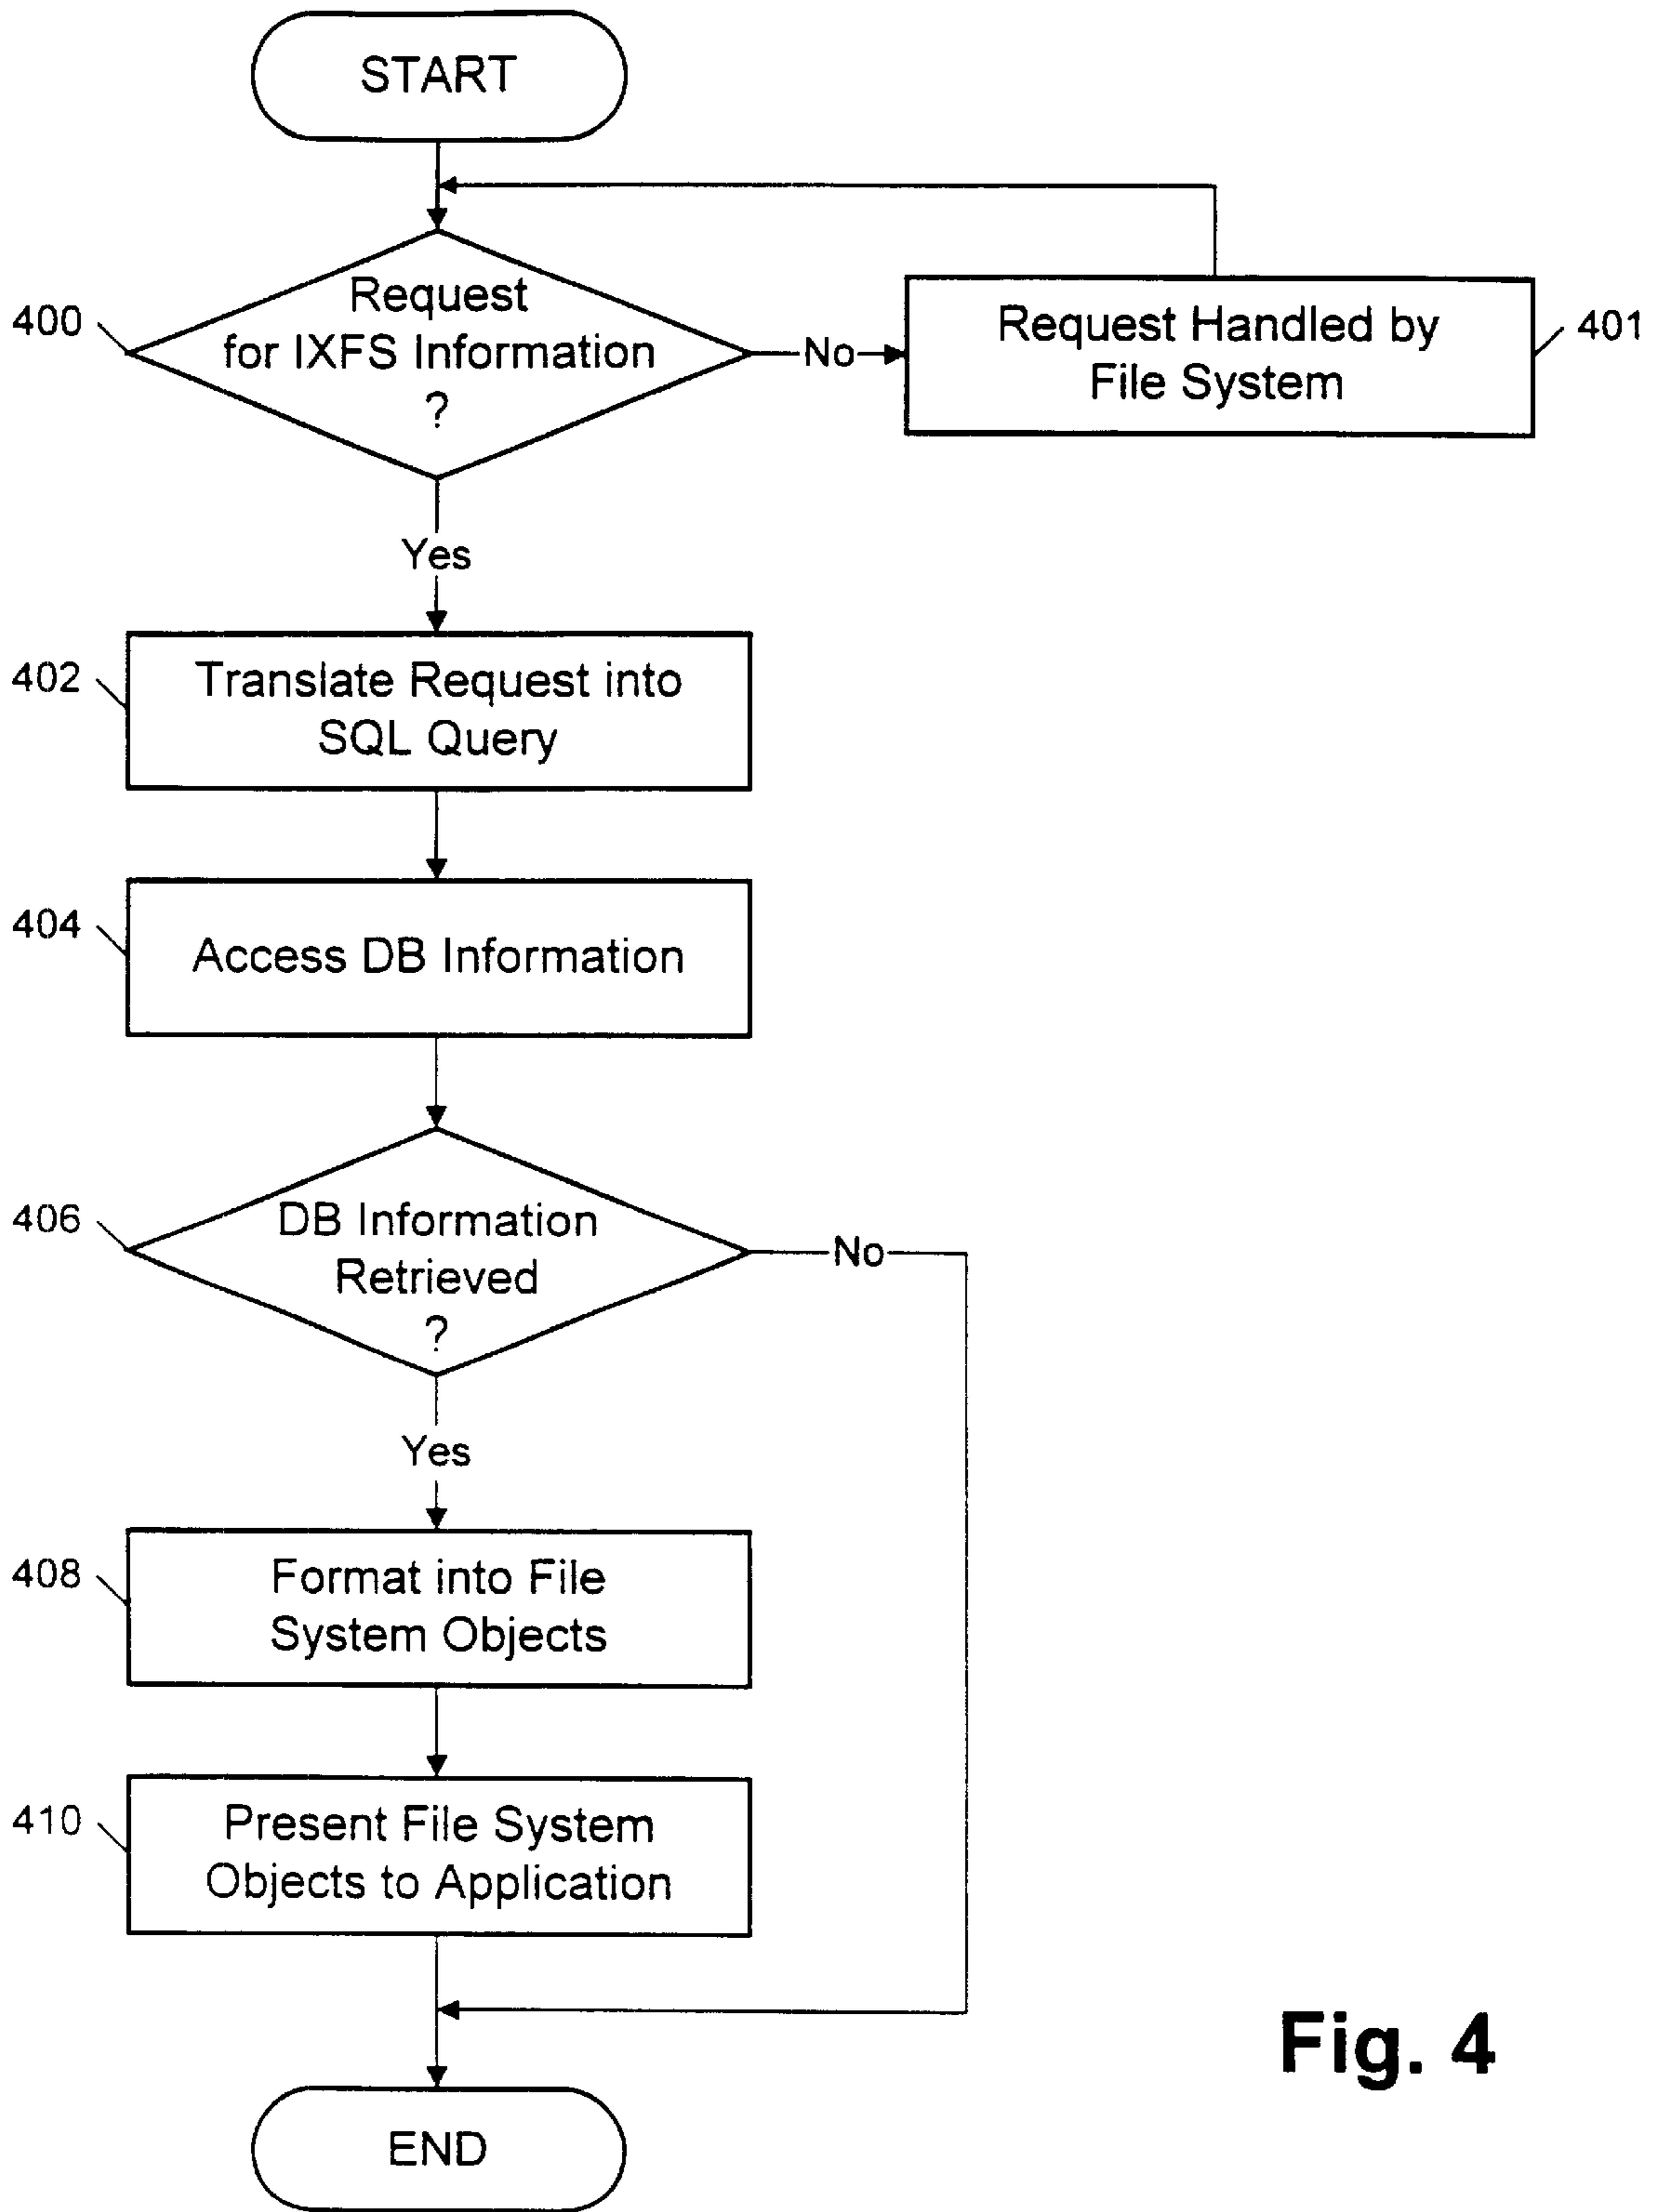 START
400
Request
for IXFS Information
?
No
Request Handled by
File System
401
Yes
402
Translate Request into
SQL Query
404
Access DB Information
406
DB Information
Retrieved
?
No
Yes
408
Format into File
System Objects
410
Present File System
Objects to Application
Fig. 4
END